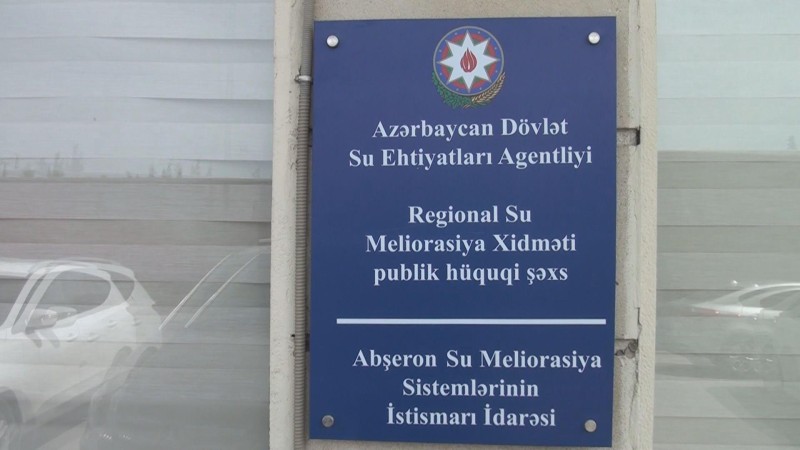 Azərbaycan Dövlət
Su Ehtiyatları Agentliyi
Regional Su
Meliorasiya Xidməti
publik hüquqi şəxs
Abşeron Su Meliorasiya
Sistemlərinin
İstismarı İdarəsi